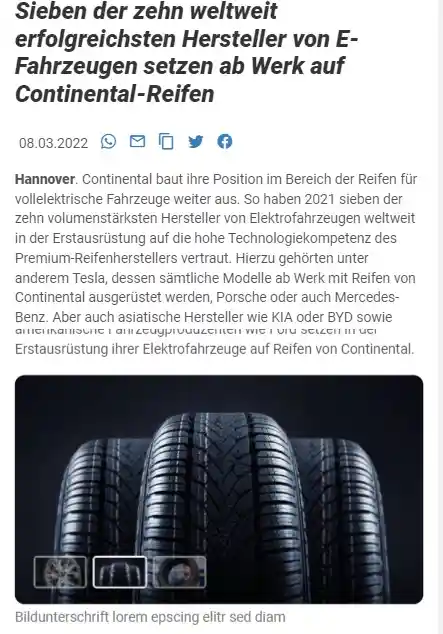 Sieben der zehn weltweit
erfolgreichsten Hersteller von E-
Fahrzeugen setzen ab Werk auf
Continental-Reifen
08.03.2022
Hannover. Continental baut ihre Position im Bereich der Reifen für
vollelektrische Fahrzeuge weiter aus. So haben 2021 sieben der
zehn volumenstärksten Hersteller von Elektrofahrzeugen weltweit
in der Erstausrüstung auf die hohe Technologiekompetenz des
Premium-Reifenherstellers vertraut. Hierzu gehörten unter
anderem Tesla, dessen sämtliche Modelle ab Werk mit Reifen von
Continental ausgerüstet werden, Porsche oder auch Mercedes-
Benz. Aber auch asiatische Hersteller wie KIA oder BYD sowie
amerikanische Fahrzeugproduzenten wie Ford setzen in der
Erstausrüstung ihrer Elektrofahrzeuge auf Reifen von Continental.
Bildunterschrift lorem epscing elitr sed diam